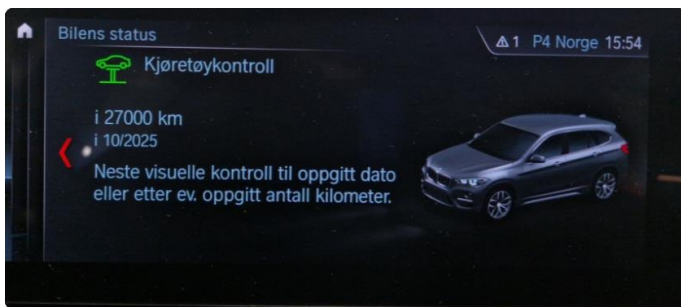 Bilens status
1 P4 Norge 15:54
Kjøretøykontroll
i 27000 km
i 10/2025
Neste visuelle kontroll til oppgitt dato
eller etter ev. oppgitt antall kilometer.